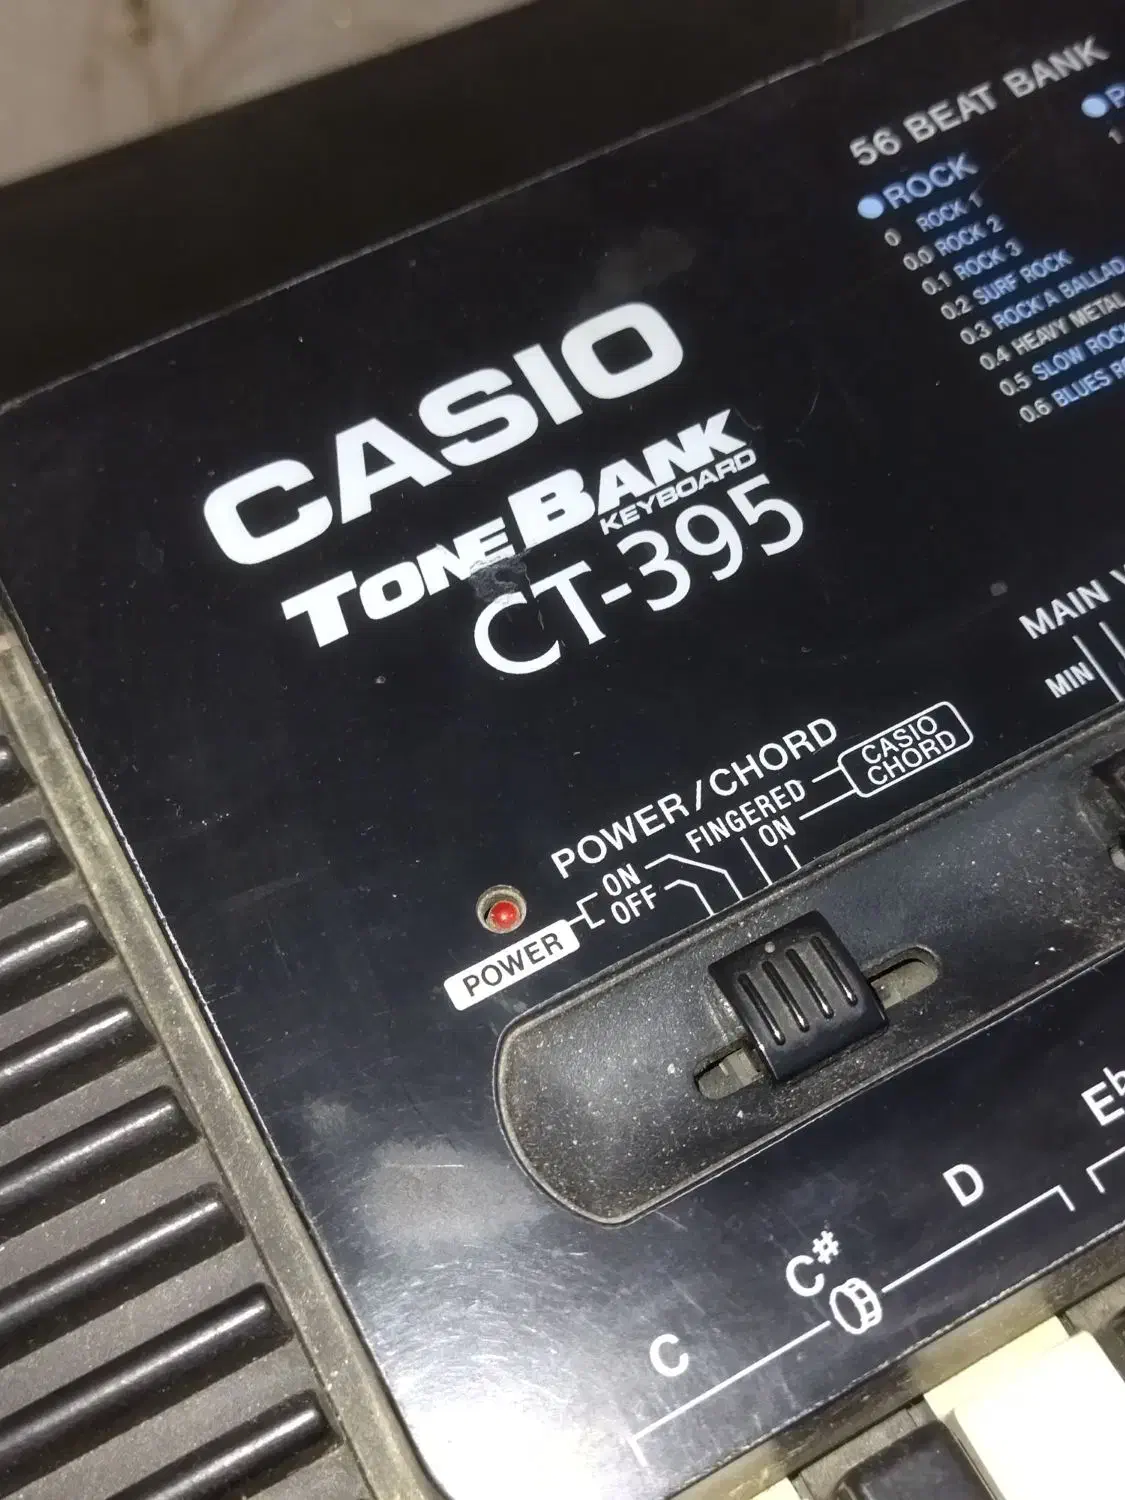 56 BEAT BANK
ROCK
0 ROCK 1
0.0 ROCK 2
0.1 ROCK 3
0.2 SURF ROCK
0.3 ROCK'A BALLAD
0.4 HEAVY METAL
0.5 SLOW
0.6 BLUES
CASIO
TONE BANK
KEYBOARD
CT-395
MAIN
MIN
POWER/CHORD
CASIO
CHORD
FINGERED
ON
ON
OFF
POWER
C
C#
D
E♭